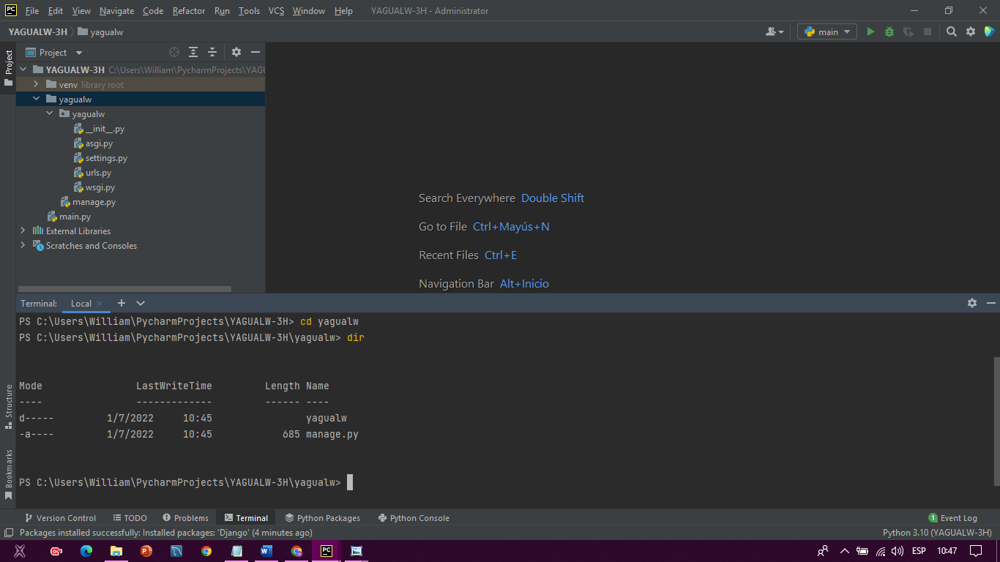 PC File Edit View Navigate Code Refactor Run Tools VCS Window Help YAGUALW-3H - Administrator
YAGUALW-3H yagualw main
Project
Project
YAGUALW-3H C:\Users\William\PycharmProjects\YAGU
venv library root
yagualw
yagualw
__init__.py
asgi.py
settings.py
urls.py
wsgi.py
manage.py
main.py
External Libraries
Scratches and Consoles
Search Everywhere Double Shift
Go to File Ctrl+Mayús+N
Recent Files Ctrl+E
Navigation Bar Alt+Inicio
Terminal: Local
PS C:\Users\William\PycharmProjects\YAGUALW-3H> cd yagualw
PS C:\Users\William\PycharmProjects\YAGUALW-3H\yagualw> dir
Mode LastWriteTime Length Name
---- ------------- ------ ----
d----- 1/7/2022 10:45 yagualw
-a---- 1/7/2022 10:45 685 manage.py
PS C:\Users\William\PycharmProjects\YAGUALW-3H\yagualw>
Structure
Bookmarks
Version Control TODO Problems Terminal Python Packages Python Console 1 Event Log
Packages installed successfully: Installed packages: 'Django' (4 minutes ago) Python 3.10 (YAGUALW-3H)
P W PC ESP 10:47